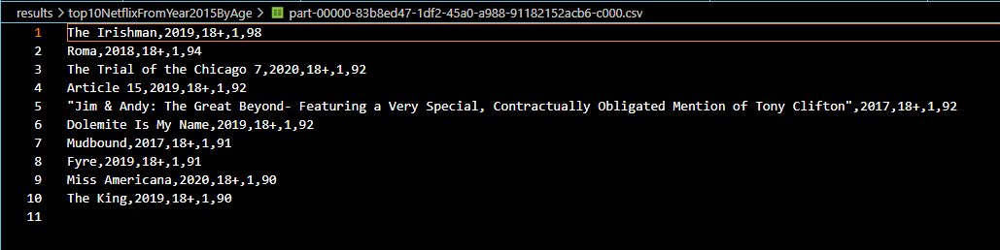 results > top10NetflixFromYear2015ByAge > part-00000-83b8ed47-1df2-45a0-a988-91182152acb6-c000.csv
1 The Irishman,2019,18+,1,98
2 Roma,2018,18+,1,94
3 The Trial of the Chicago 7,2020,18+,1,92
4 Article 15,2019,18+,1,92
5 "Jim & Andy: The Great Beyond- Featuring a Very Special, Contractually Obligated Mention of Tony Clifton",2017,18+,1,92
6 Dolemite Is My Name,2019,18+,1,92
7 Mudbound,2017,18+,1,91
8 Fyre,2019,18+,1,91
9 Miss Americana,2020,18+,1,90
10 The King,2019,18+,1,90
11